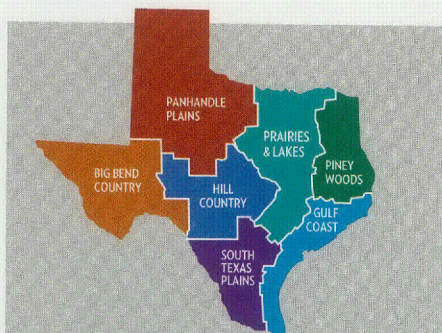 PANHANDLE
PLAINS
PRAIRIES
& LAKES
PINEY
WOODS
BIG BEND
COUNTRY
HILL
COUNTRY
GULF
COAST
SOUTH
TEXAS
PLAINS